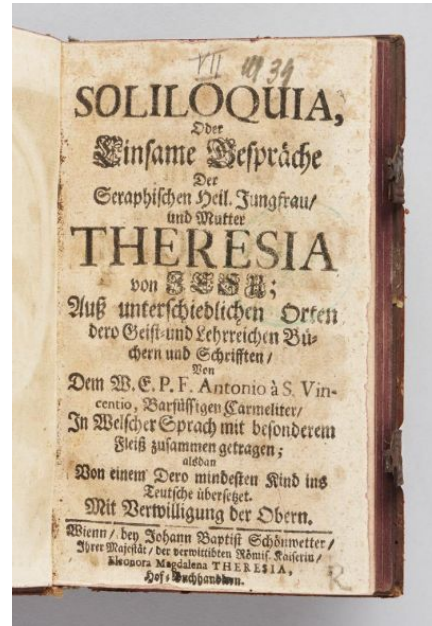 VII
SOLILOQUIA,
Oder
Einsame Gespräche
Der
Seraphischen Heil. Jungfrau/
und Mutter
THERESIA
von JESU;
Auß unterschiedlichen Orten
dero Geist-und Lehrreichen Bü-
chern und Schrifften/
Von
Dem W. E. P. F. Antonio à S. Vin-
centio, Barfüssigen Carmeliter/
In Welscher Sprach mit besonderem
Fleiß zusammen getragen;
alsdan
Von einem Dero mindesten Kind ins
Teutsche übersetzet.
Mit Verwilligung der Obern.
Wienn/ bey Johann Baptist Schönwetter/
Ihrer Majestät/ der verwittibten Römis. Kaiserin/
Eleonora Magdalena THERESIA,
Hof-Buchhandlern.
R